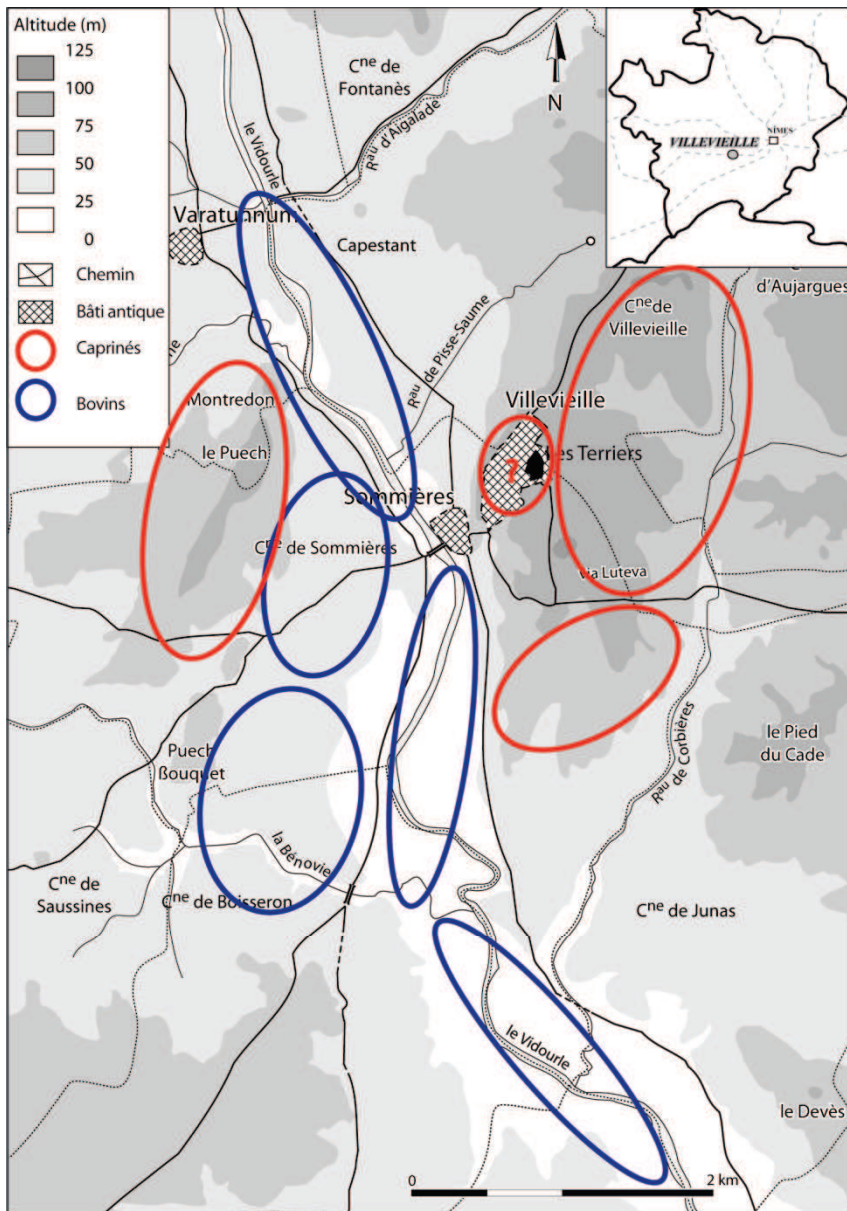 Altitude (m)
125
100
75
50
25
0
Chemin
Bâti antique
Caprinés
Bovins
Cne de
Fontanès
N
Rau d'Aigalade
le Vidourle
NÎMES
VILLEVIEILLE
Varatunnum
Capestant
Rau de Pisse-Saume
Cne de
Villevieille
d'Aujargues
Montredon
le Puech
Villevieille
?
Les Terriers
Sommières
Cne de Sommières
via Luteva
Puech
Bouquet
le Pied
du Cade
Rau de Corbières
la Bénovie
Cne de
Saussines
Cne de Boisseron
Cne de Junas
le Vidourle
le Devès
0
2 km